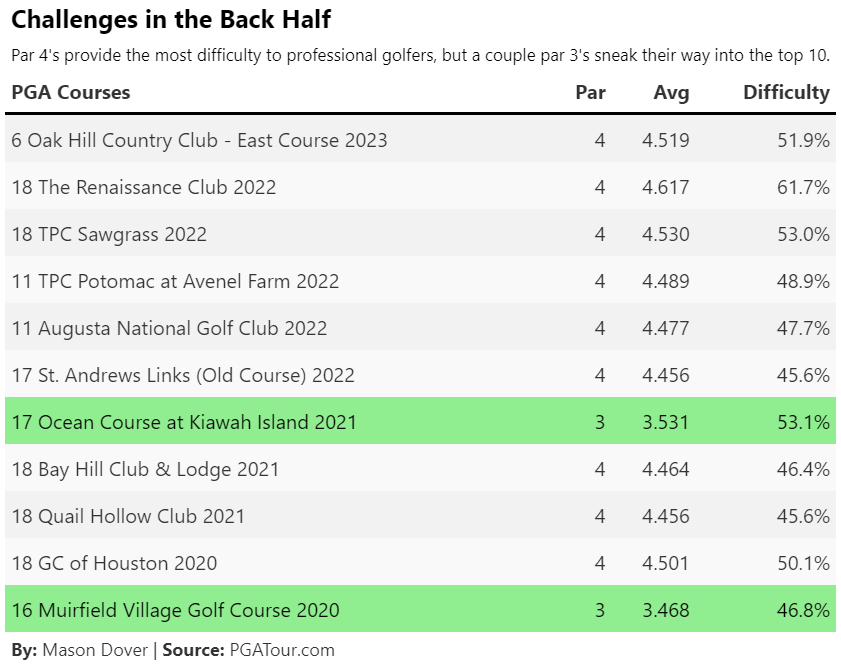 Challenges in the Back Half
Par 4's provide the most difficulty to professional golfers, but a couple par 3's sneak their way into the top 10.
PGA Courses Par Avg Difficulty
6 Oak Hill Country Club - East Course 2023 4 4.519 51.9%
18 The Renaissance Club 2022 4 4.617 61.7%
18 TPC Sawgrass 2022 4 4.530 53.0%
11 TPC Potomac at Avenel Farm 2022 4 4.489 48.9%
11 Augusta National Golf Club 2022 4 4.477 47.7%
17 St. Andrews Links (Old Course) 2022 4 4.456 45.6%
17 Ocean Course at Kiawah Island 2021 3 3.531 53.1%
18 Bay Hill Club & Lodge 2021 4 4.464 46.4%
18 Quail Hollow Club 2021 4 4.456 45.6%
18 GC of Houston 2020 4 4.501 50.1%
16 Muirfield Village Golf Course 2020 3 3.468 46.8%
By: Mason Dover | Source: PGATour.com